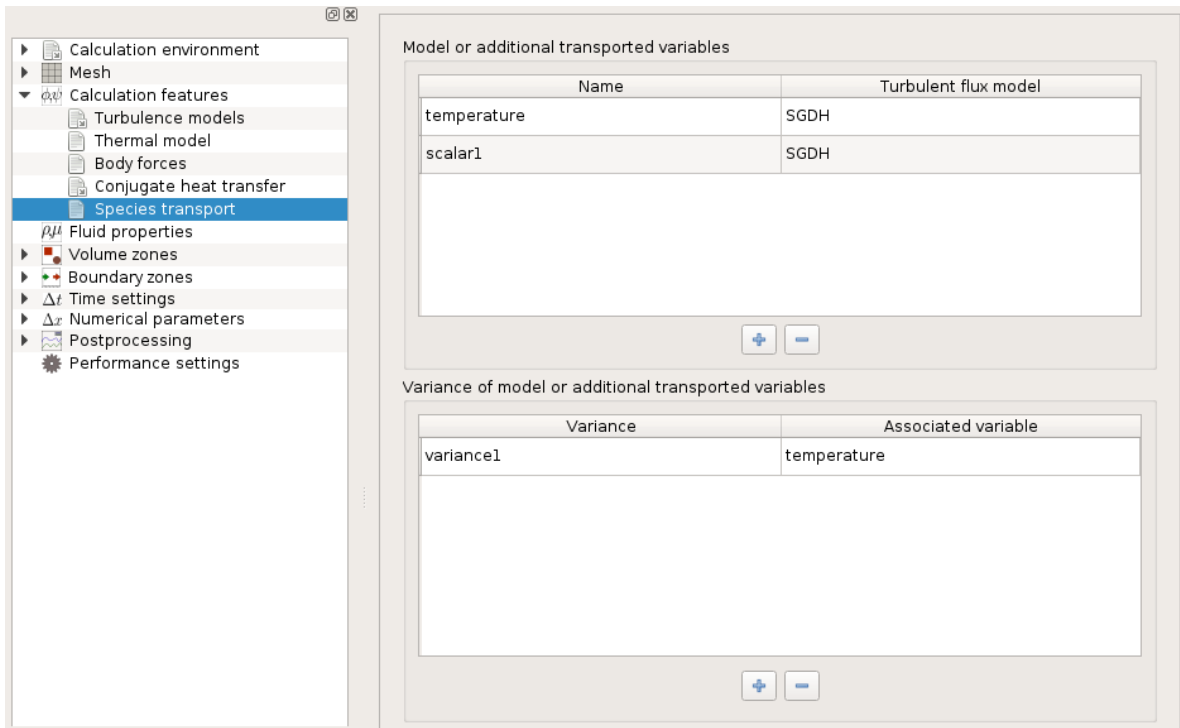 Calculation environment
Mesh
ϕ,ψ Calculation features
Turbulence models
Thermal model
Body forces
Conjugate heat transfer
Species transport
ρ,μ Fluid properties
Volume zones
Boundary zones
Δt Time settings
Δx Numerical parameters
Postprocessing
Performance settings
Model or additional transported variables
Name Turbulent flux model
temperature SGDH
scalar1 SGDH
Variance of model or additional transported variables
Variance Associated variable
variance1 temperature